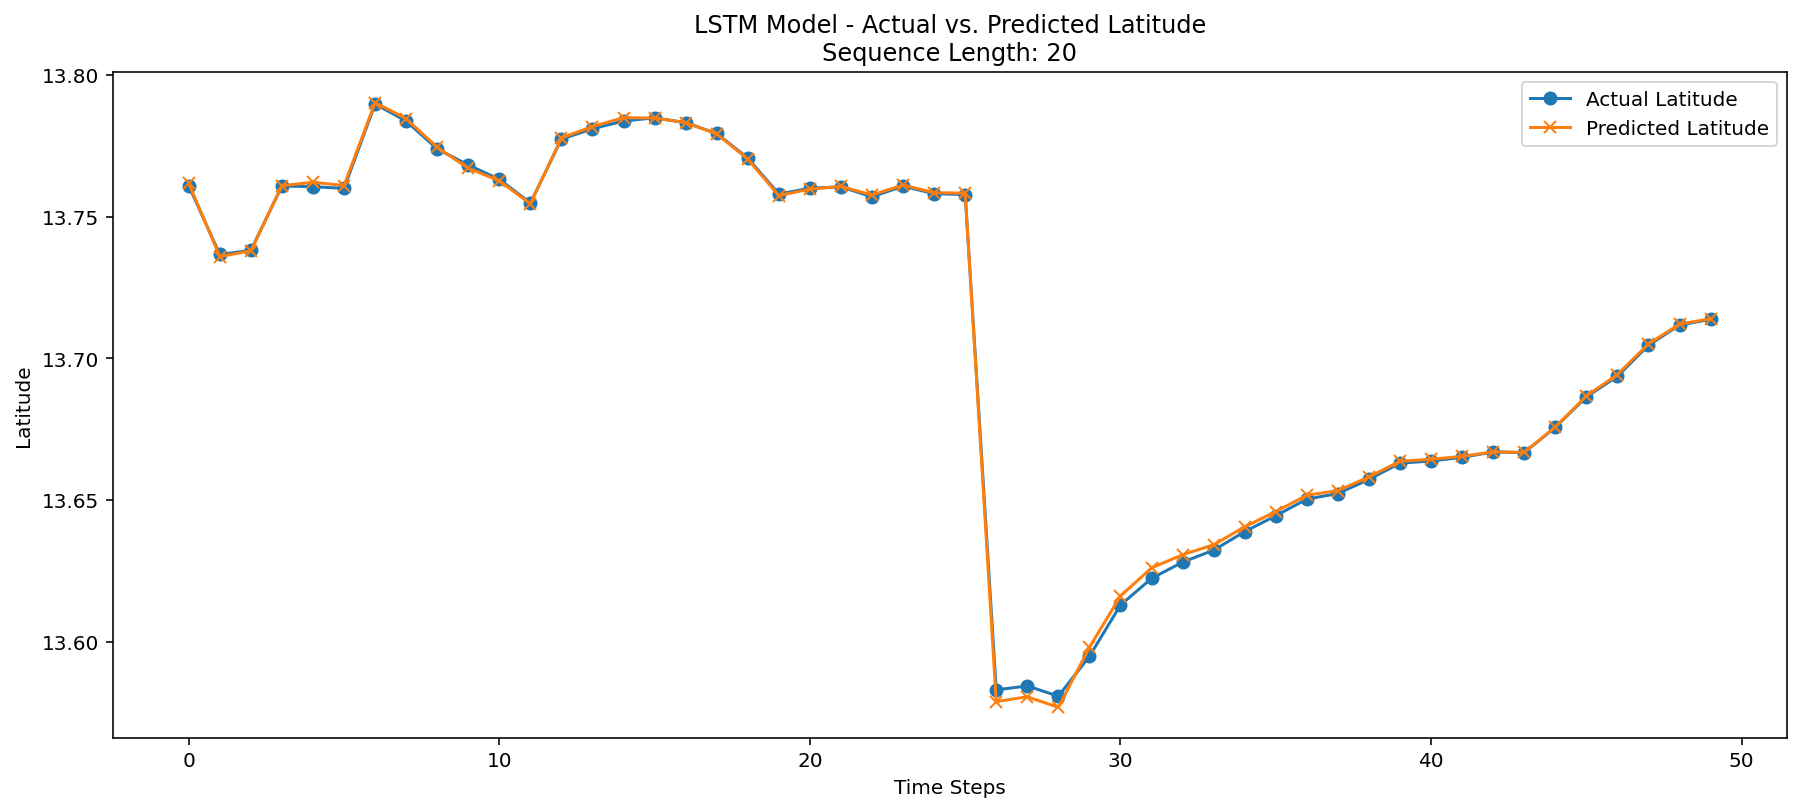 LSTM Model - Actual vs. Predicted Latitude
Sequence Length: 20
Actual Latitude
Predicted Latitude
Latitude
13.80
13.75
13.70
13.65
13.60
0 10 20 30 40 50
Time Steps